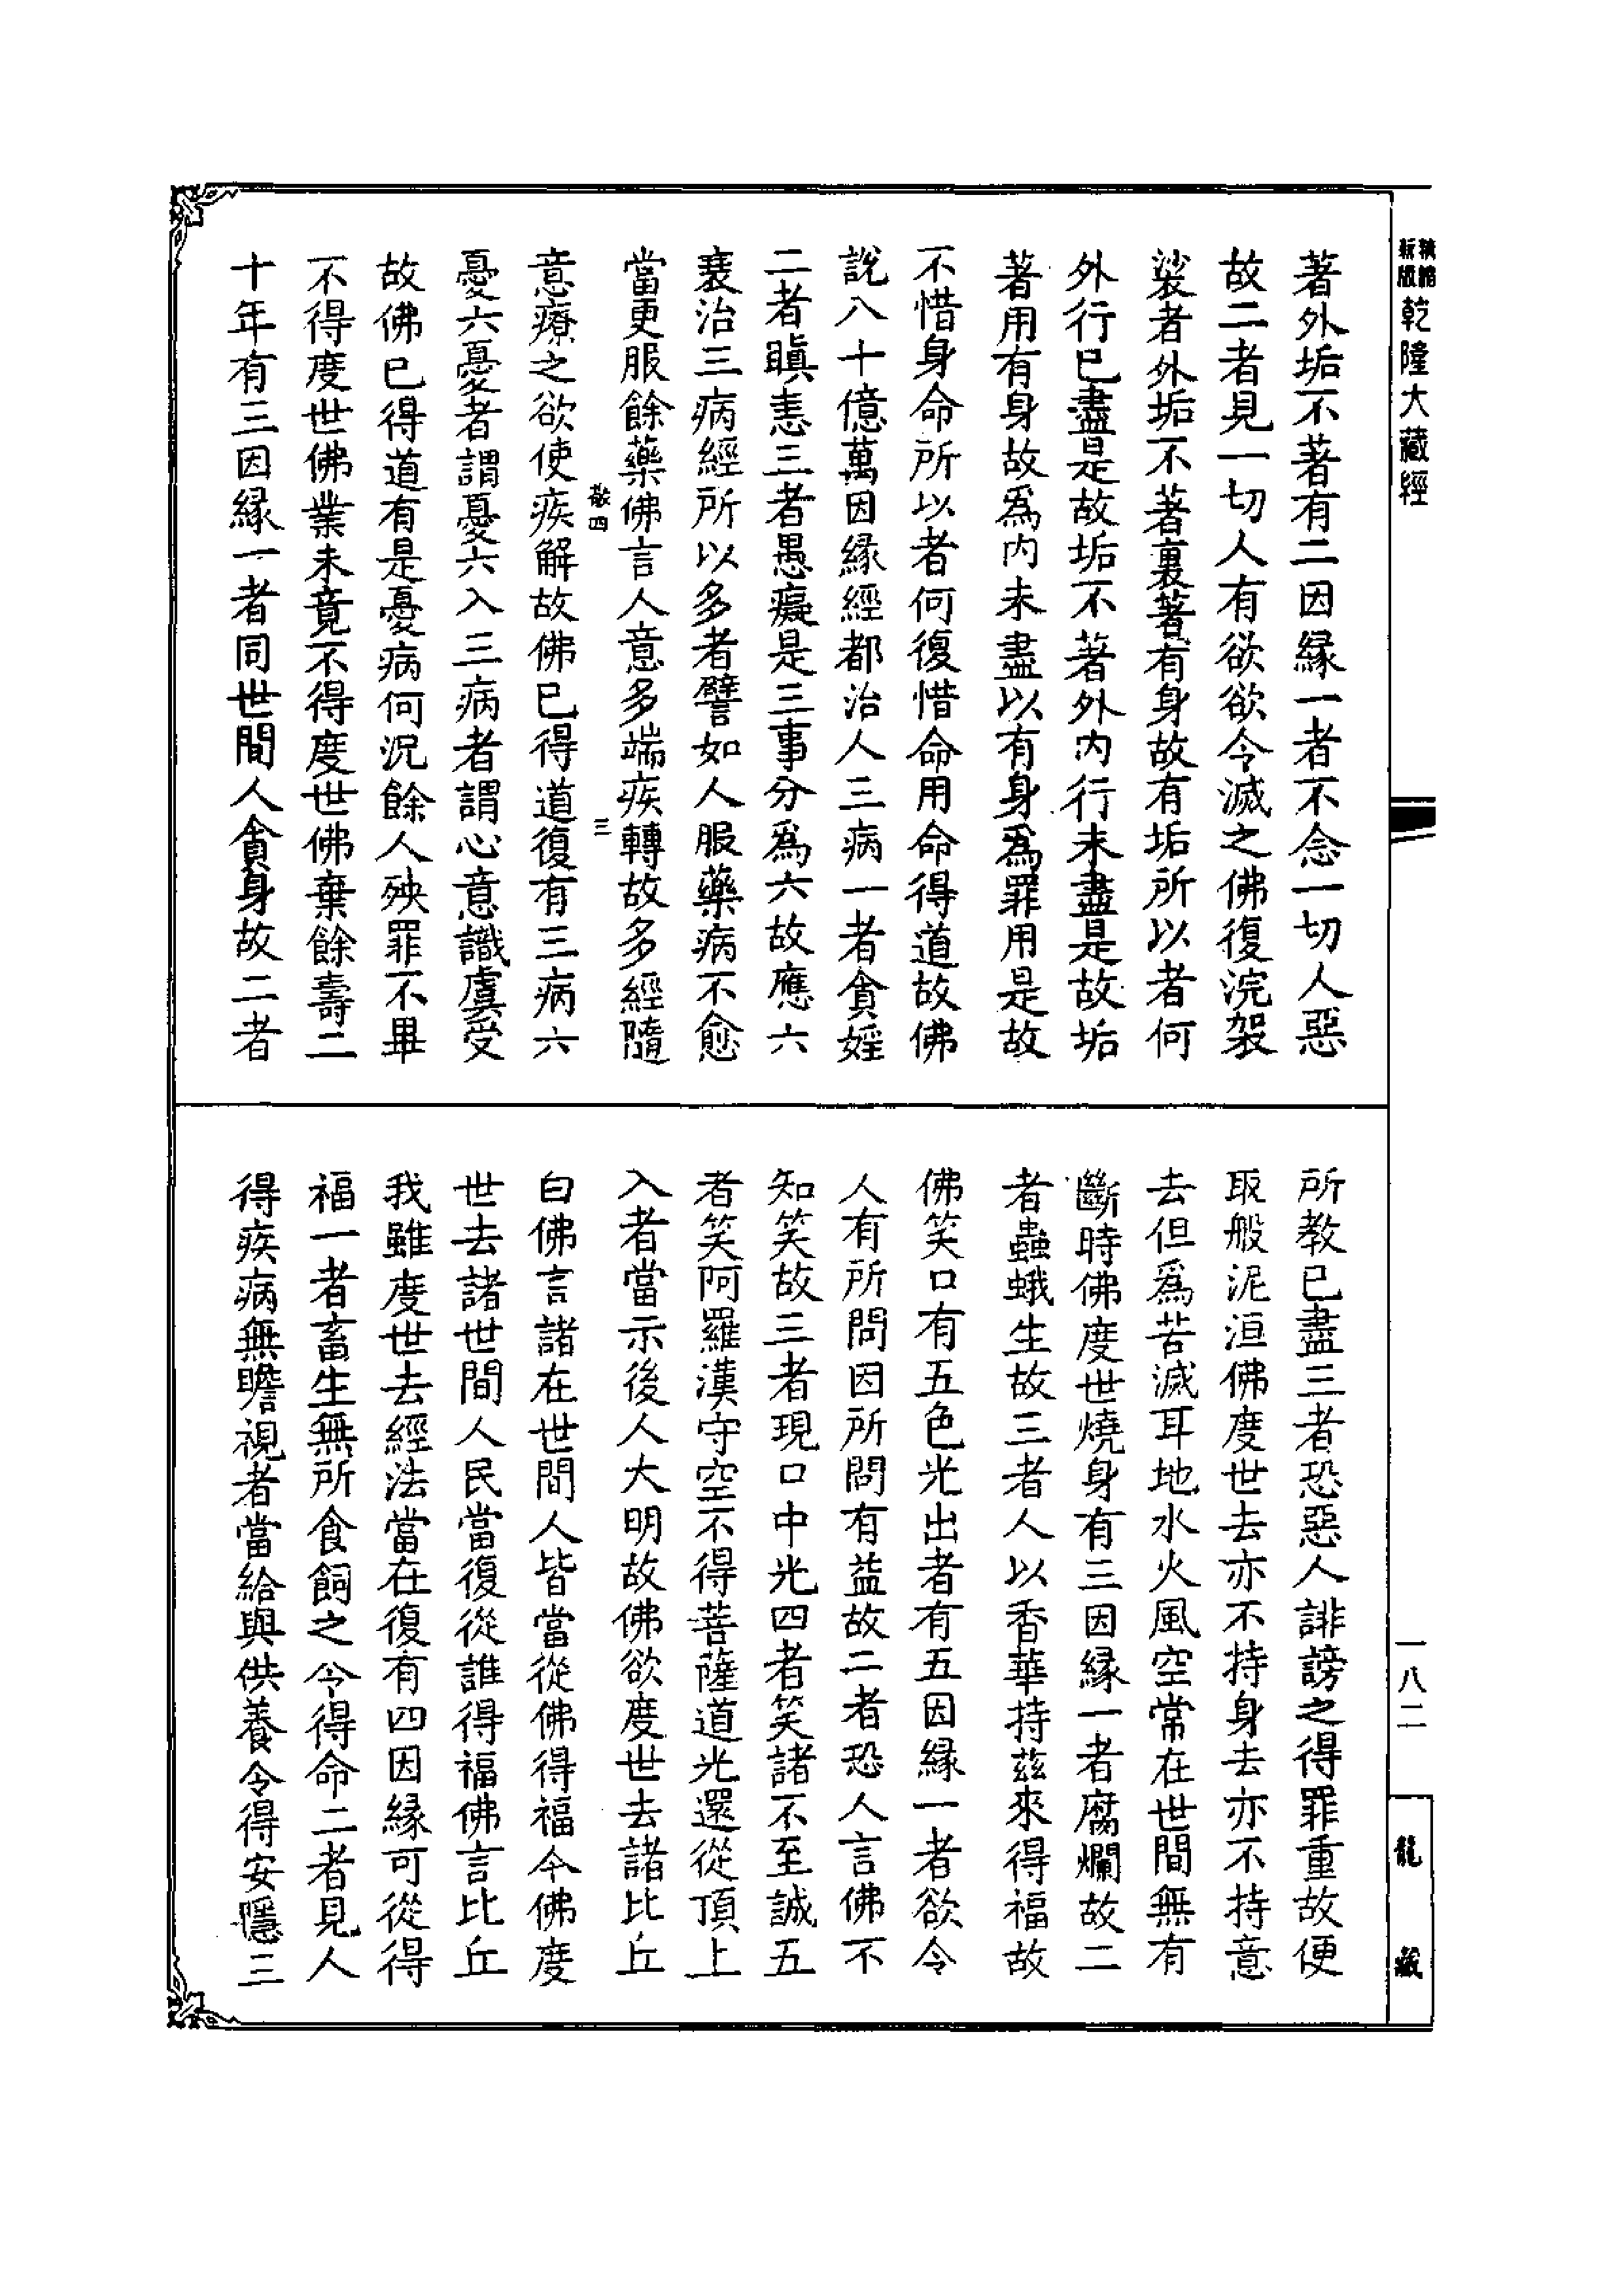 精縮新版乾隆大藏經
著外垢不著有二因緣一者不念一切人惡
故二者見一切人有欲欲令滅之佛復浣袈
裟者外垢不著裏著有身故有垢所以者何
外行已盡是故垢不著外內行未盡是故垢
著用有身故為內未盡以有身為罪用是故
不惜身命所以者何復惜命用命得道故佛
說八十億萬因緣經都治人三病一者貪婬
二者瞋恚三者愚癡是三事分為六故應六
衰治三病經所以多者譬如人服藥病不愈
當更服餘藥佛言人意多端疾轉故多經隨
敬四
三
意療之欲使疾解故佛已得道復有三病六
憂六憂者謂憂六入三病者謂心意識虞受
故佛已得道有是憂病何況餘人殃罪不畢
不得度世佛業未竟不得度世佛棄餘壽二
十年有三因緣一者同世間人貪身故二者
所教已盡三者恐惡人誹謗之得罪重故便
取般泥洹佛度世去亦不持身去亦不持意
去但為苦滅耳地水火風空常在世間無有
斷時佛度世燒身有三因緣一者腐爛故二
者蟲蛾生故三者人以香華持茲來得福故
佛笑口有五色光出者有五因緣一者欲令
人有所問因所問有益故二者恐人言佛不
知笑故三者現口中光四者笑諸不至誠五
者笑阿羅漢守空不得菩薩道光還從頂上
入者當示後人大明故佛欲度世去諸比丘
白佛言諸在世間人皆當從佛得福今佛度
世去諸世間人民當復從誰得福佛言比丘
我雖度世去經法當在復有四因緣可從得
福一者畜生無所食飼之令得命二者見人
得疾病無瞻視者當給與供養令得安隱三
一八二
龍藏